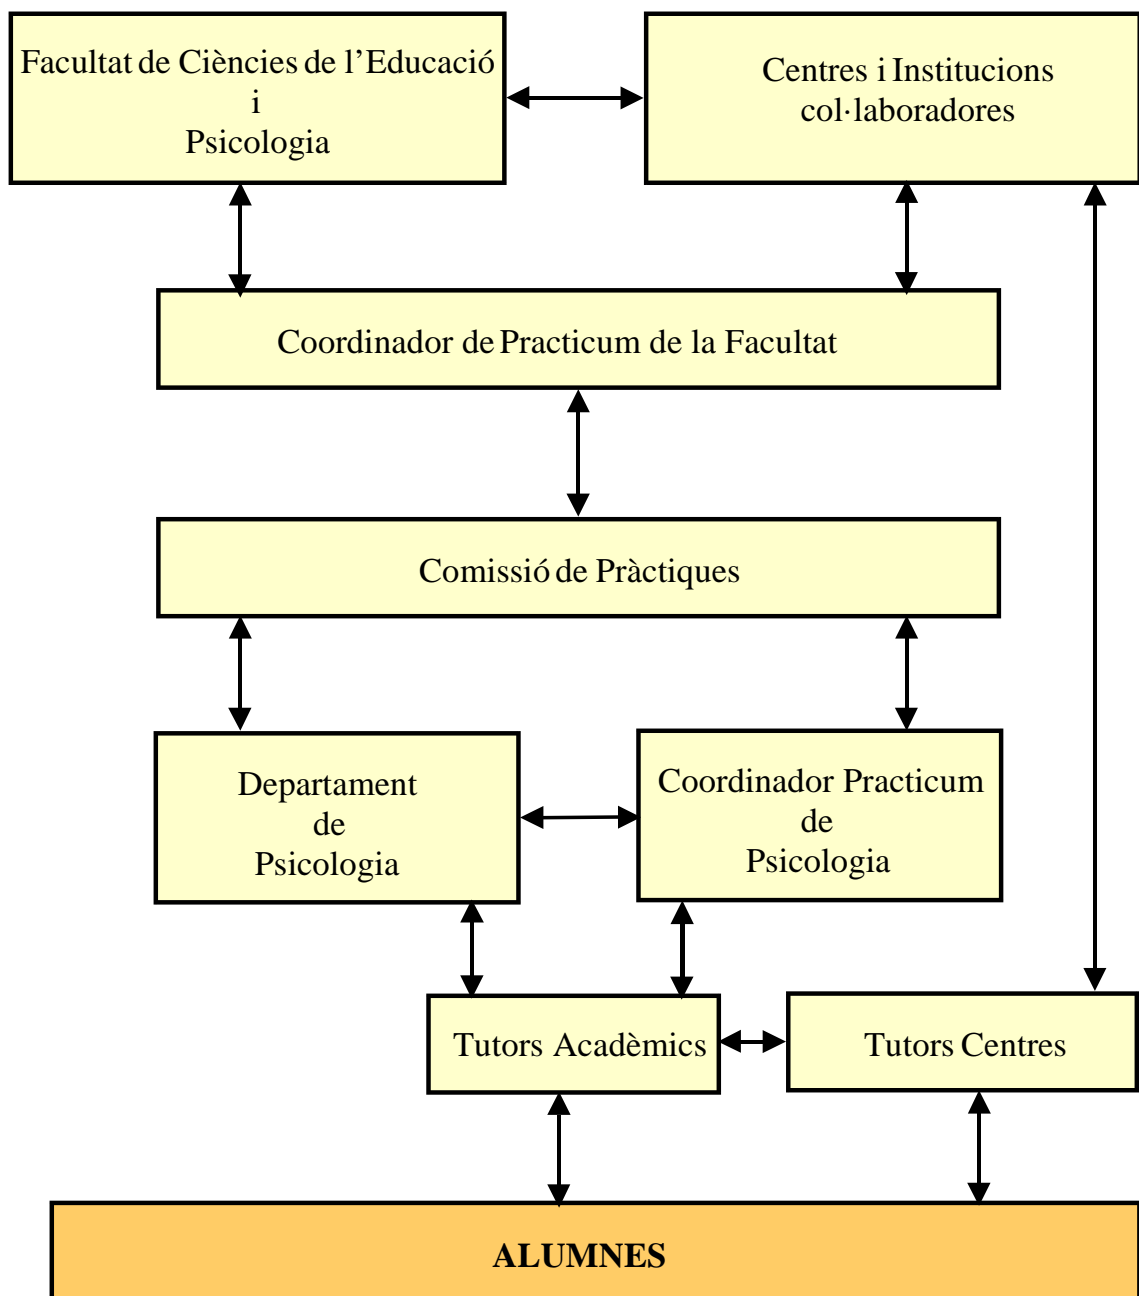 Facultat de Ciències de l’Educació
i
Psicologia
Centres i Institucions
col·laboradores
Coordinador de Practicum de la Facultat
Comissió de Pràctiques
Departament
de
Psicologia
Coordinador Practicum
de
Psicologia
Tutors Acadèmics
Tutors Centres
ALUMNES